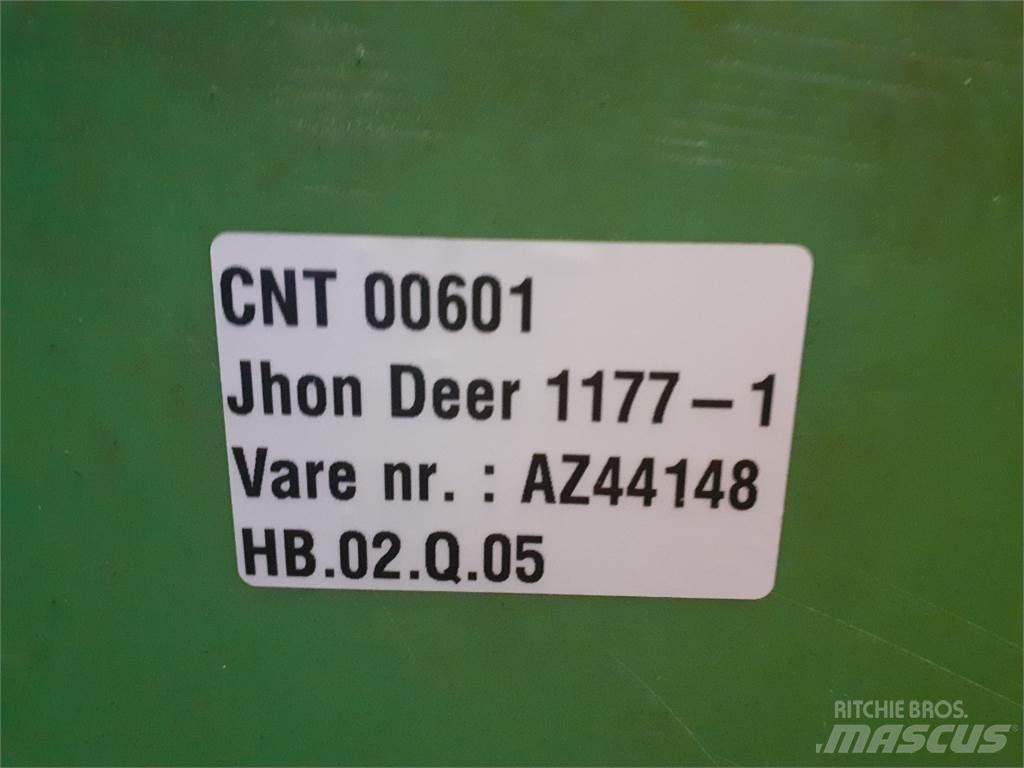 CNT 00601
Jhon Deer 1177-1
Vare nr. : AZ44148
HB.02.Q.05
RITCHIE BROS.
MASCUS